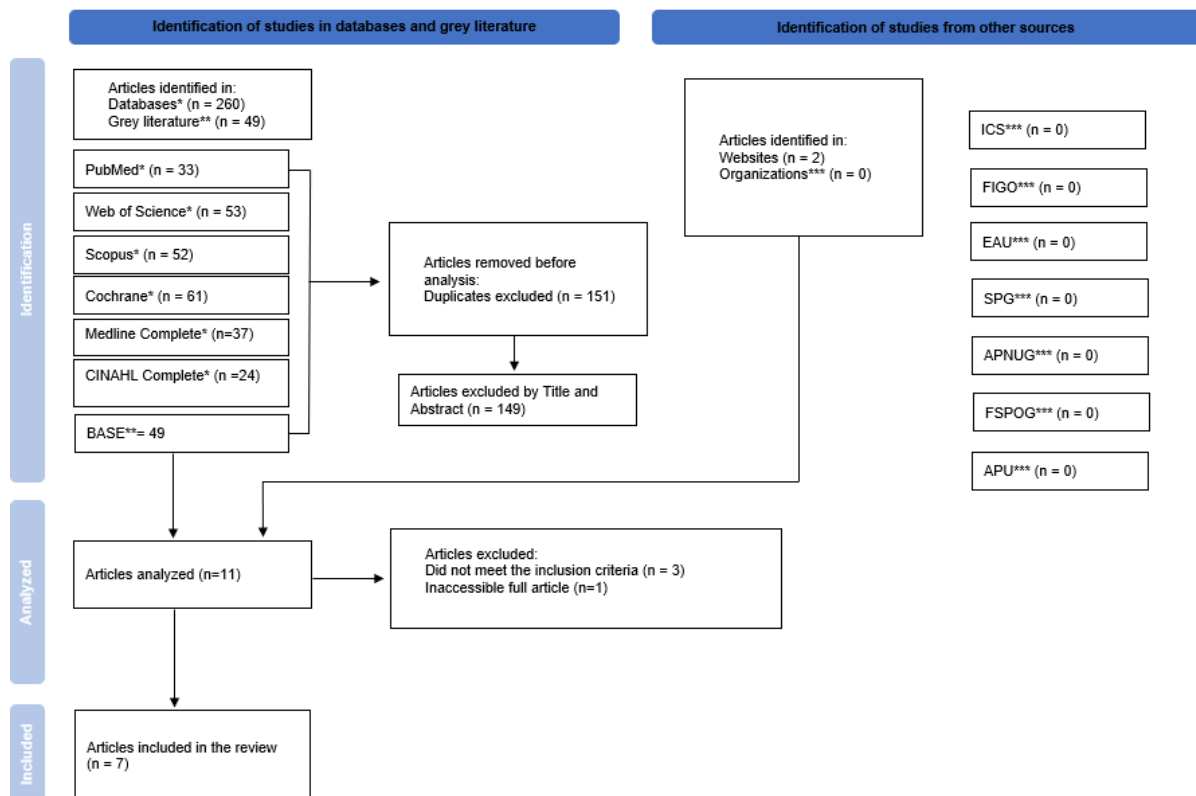 Identification of studies in databases and grey literature
Identification of studies from other sources
Identification
Articles identified in:
Databases* (n = 260)
Grey literature** (n = 49)
PubMed* (n = 33)
Web of Science* (n = 53)
Scopus* (n = 52)
Cochrane* (n = 61)
Medline Complete* (n=37)
CINAHL Complete* (n =24)
BASE**= 49
Articles removed before
analysis:
Duplicates excluded (n = 151)
Articles excluded by Title and
Abstract (n = 149)
Articles identified in:
Websites (n = 2)
Organizations*** (n = 0)
ICS*** (n = 0)
FIGO*** (n = 0)
EAU*** (n = 0)
SPG*** (n = 0)
APNUG*** (n = 0)
FSPOG*** (n = 0)
APU*** (n = 0)
Analyzed
Articles analyzed (n=11)
Articles excluded:
Did not meet the inclusion criteria (n = 3)
Inaccessible full article (n=1)
Included
Articles included in the review
(n = 7)